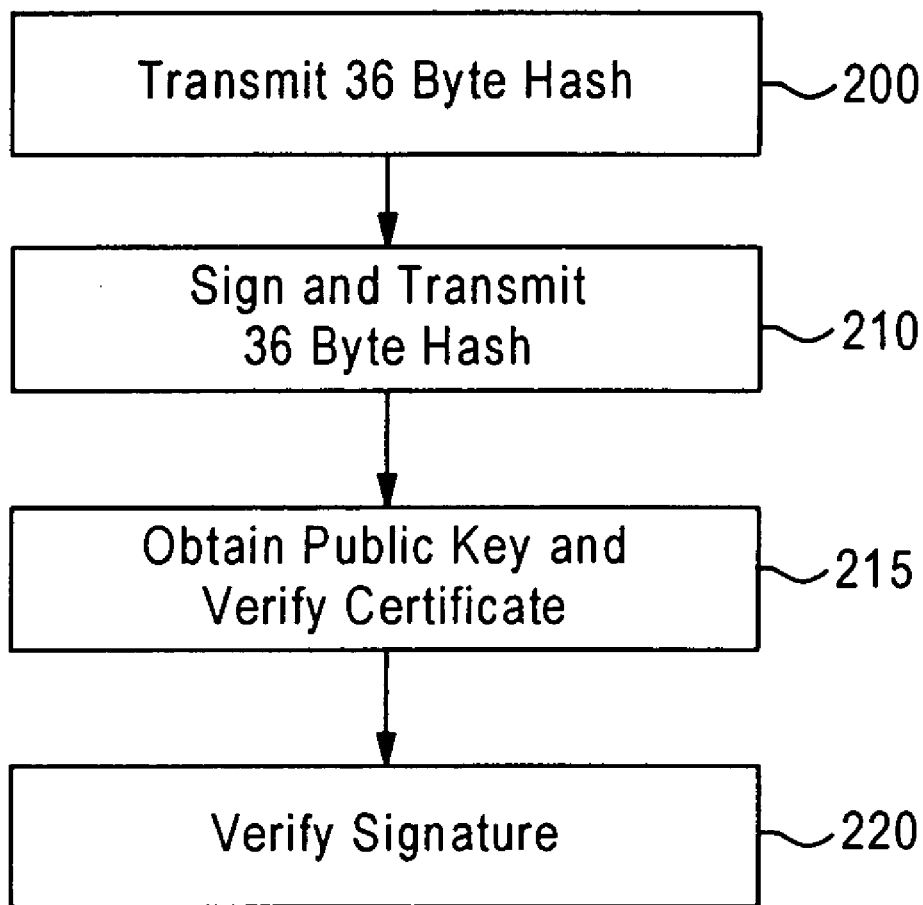 Transmit 36 Byte Hash
200
Sign and Transmit
36 Byte Hash
210
Obtain Public Key and
Verify Certificate
215
Verify Signature
220